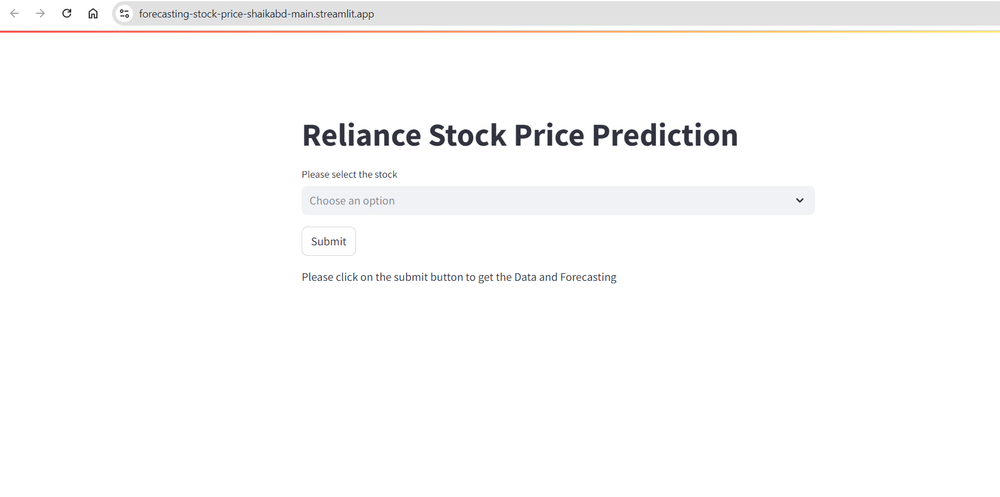 forecasting-stock-price-shaikabd-main.streamlit.app
Reliance Stock Price Prediction
Please select the stock
Choose an option
Submit
Please click on the submit button to get the Data and Forecasting